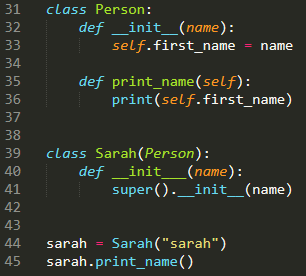 31 class Person:
32     def __init__(name):
33         self.first_name = name
34
35     def print_name(self):
36         print(self.first_name)
37
38
39 class Sarah(Person):
40     def __init___(name):
41         super().__init__(name)
42
43
44 sarah = Sarah("sarah")
45 sarah.print_name()